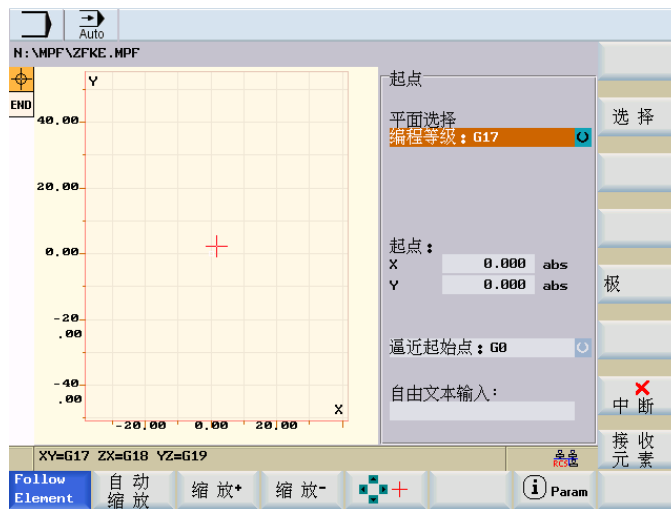 Auto
N:\MPF\ZFKE.MPF
END
Y
40.00
20.00
0.00
-20
.00
-40
.00
X
-20.00 0.00 20.00
起点
平面选择
编程等级:G17
起点:
X 0.000 abs
Y 0.000 abs
逼近起始点:G0
自由文本输入:
选 择
极
中 断
接 收
元 素
XY=G17 ZX=G18 YZ=G19
RCS
Follow
Element
自 动
缩 放
缩 放+
缩 放-
i Param